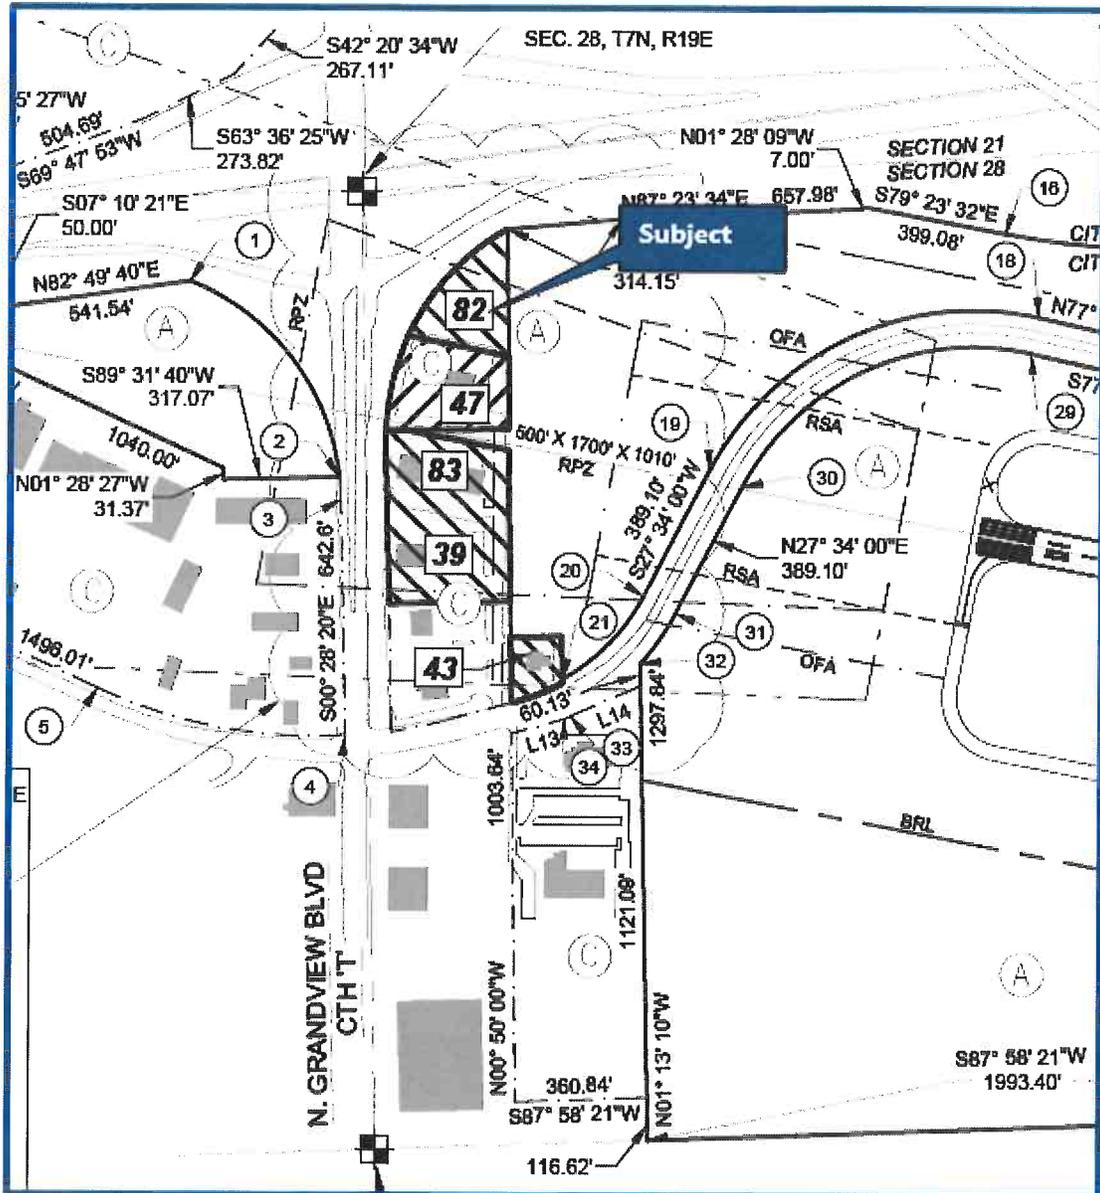 S42° 20' 34"W
267.11'
SEC. 28, T7N, R19E
C
5' 27"W
504.69'
S69° 47' 53"W
S63° 36' 25"W
273.82'
N01° 28' 09"W
7.00'
SECTION 21
SECTION 28
16
S07° 10' 21"E
50.00'
1
N87° 23' 34"E
657.98'
S79° 23' 32"E
399.08'
CIT
CIT
Subject
18
N82° 49' 40"E
541.54'
314.15'
RPZ
A
82
A
OFA
N77°
S89° 31' 40"W
317.07'
C
47
S77
29
RSA
2
500' X 1700' X 1010'
RPZ
19
1040.00'
N01° 28' 27"W
31.37'
83
A
30
3
389.10'
S27° 34' 00"W
39
N27° 34' 00"E
389.10'
RSA
C
20
C
21
31
S00° 28' 20"E
642.6'
1496.01'
43
32
OFA
5
60.13'
L13
L14
33
34
1297.84'
4
E
1003.64'
BRL
1121.09'
N. GRANDVIEW BLVD
CTH 'T'
C
A
N00° 50' 00"W
N01° 13' 10"W
S87° 58' 21"W
1993.40'
360.84'
S87° 58' 21"W
116.62'